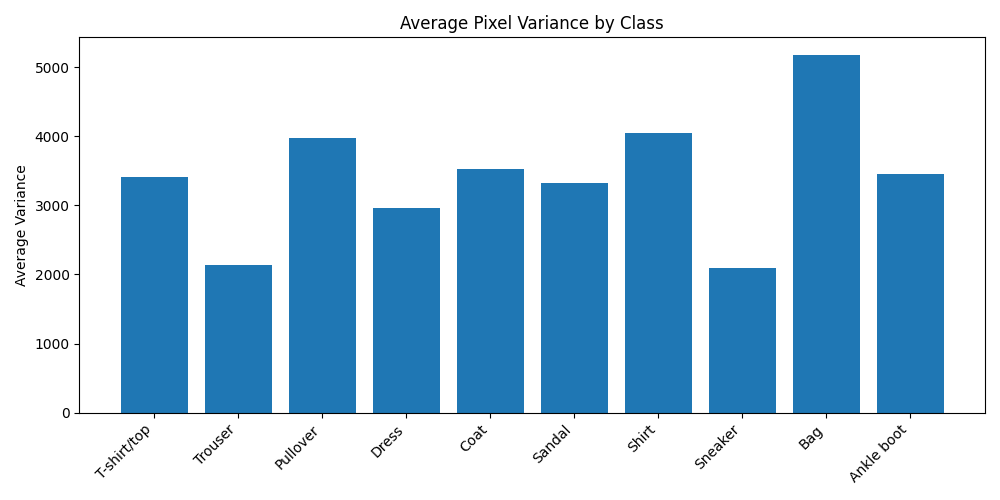 Average Pixel Variance by Class
Average Variance
5000
4000
3000
2000
1000
0
T-shirt/top
Trouser
Pullover
Dress
Coat
Sandal
Shirt
Sneaker
Bag
Ankle boot